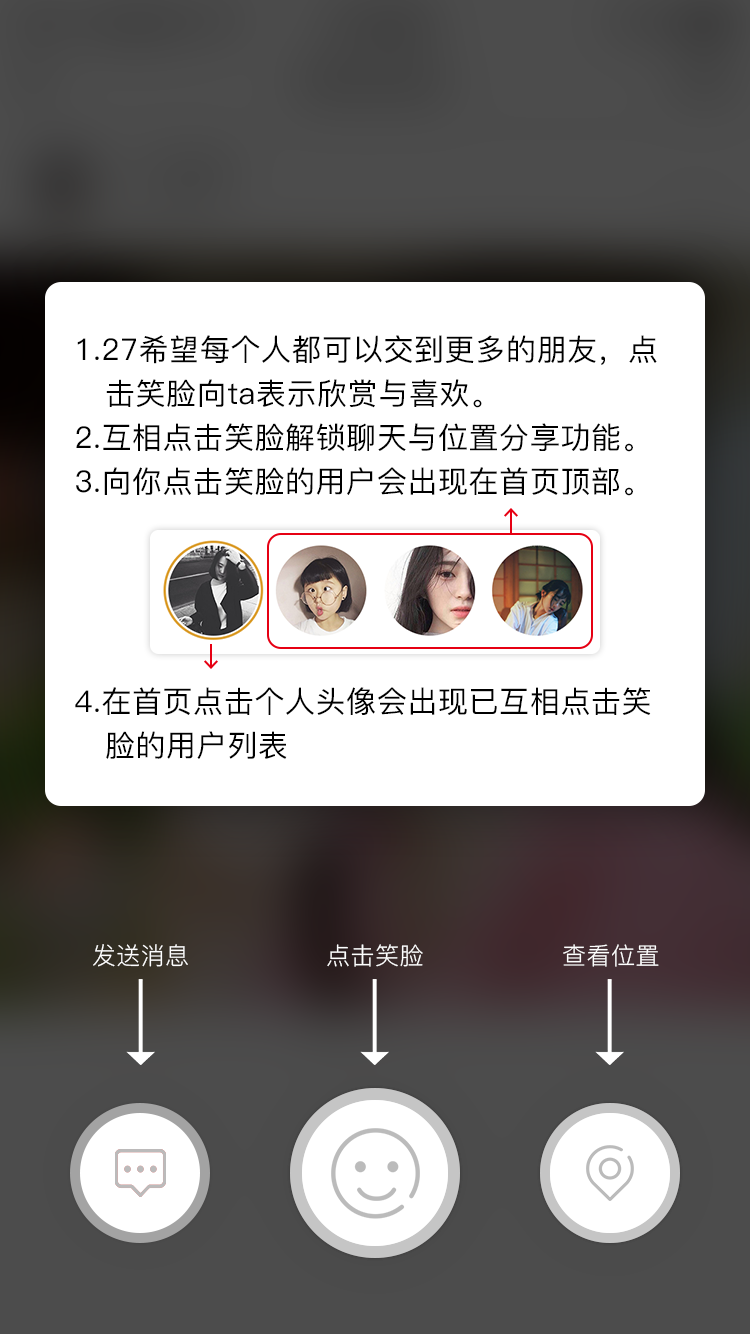 1.27希望每个人都可以交到更多的朋友，点
击笑脸向ta表示欣赏与喜欢。
2.互相点击笑脸解锁聊天与位置分享功能。
3.向你点击笑脸的用户会出现在首页顶部。
4.在首页点击个人头像会出现已互相点击笑
脸的用户列表
发送消息
点击笑脸
查看位置